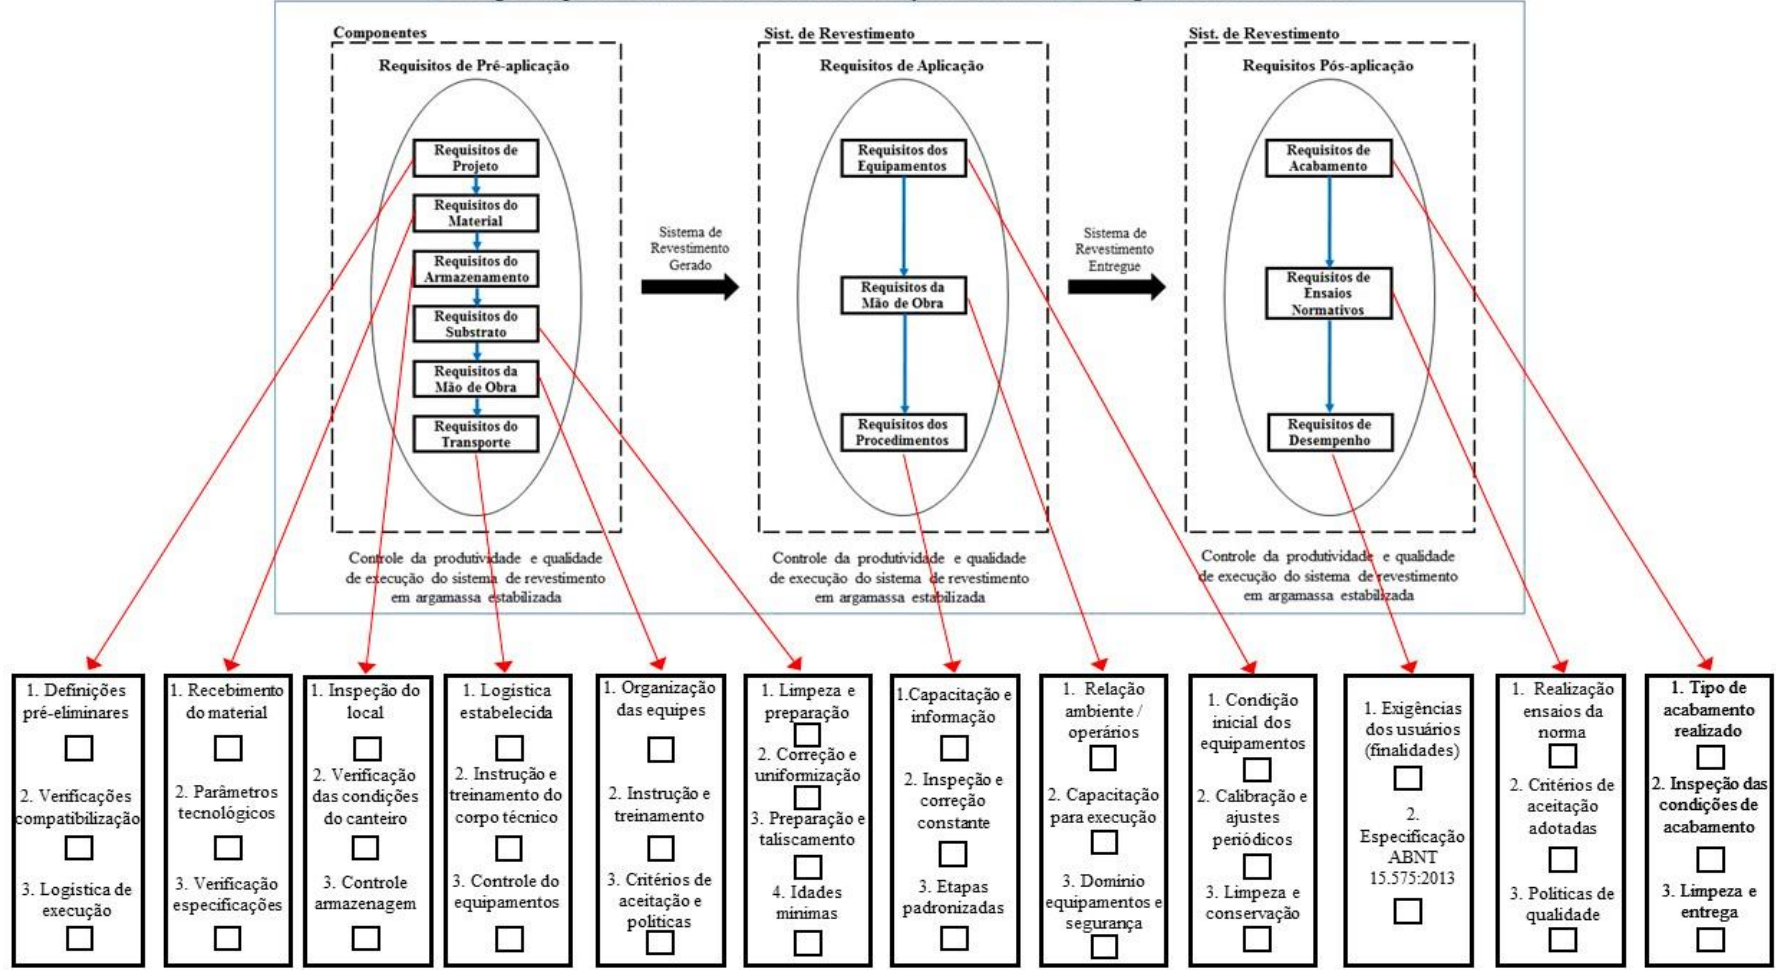 Componentes
Requisitos de Pré-aplicação
Requisitos de
Projeto
Requisitos do
Material
Requisitos do
Armazenamento
Requisitos do
Substrato
Requisitos da
Mão de Obra
Requisitos do
Transporte
Controle da produtividade e qualidade
de execução do sistema de revestimento
em argamassa estabilizada
Sistema de
Revestimento
Gerado
Sist. de Revestimento
Requisitos de Aplicação
Requisitos dos
Equipamentos
Requisitos da
Mão de Obra
Requisitos dos
Procedimentos
Controle da produtividade e qualidade
de execução do sistema de revestimento
em argamassa estabilizada
Sistema de
Revestimento
Entregue
Sist. de Revestimento
Requisitos Pós-aplicação
Requisitos de
Acabamento
Requisitos de
Ensaios
Normativos
Requisitos de
Desempenho
Controle da produtividade e qualidade
de execução do sistema de revestimento
em argamassa estabilizada
1. Definições
pré-eliminares
2. Verificações
compatibilização
3. Logistica de
execução
1. Recebimento
do material
2. Parâmetros
tecnológicos
3. Verificação
especificações
1. Inspeção do
local
2. Verificação
das condições
do canteiro
3. Controle
armazenagem
1. Logistica
estabelecida
2. Instrução e
treinamento do
corpo técnico
3. Controle do
equipamentos
1. Organização
das equipes
2. Instrução e
treinamento
3. Critérios de
aceitação e
politicas
1. Limpeza e
preparação
2. Correção e
uniformização
3. Preparação e
taliscamento
4. Idades
minimas
1.Capacitação e
informação
2. Inspeção e
correção
constante
3. Etapas
padronizadas
1. Relação
ambiente /
operários
2. Capacitação
para execução
3. Dominio
equipamentos e
segurança
1. Condição
inicial dos
equipamentos
2. Calibração e
ajustes
periódicos
3. Limpeza e
conservação
1. Exigências
dos usuários
(finalidades)
2.
Especificação
ABNT
15.575:2013
1. Realização
ensaios da
norma
2. Critérios de
aceitação
adotadas
3. Politicas de
qualidade
1. Tipo de
acabamento
realizado
2. Inspeção das
condições de
acabamento
3. Limpeza e
entrega